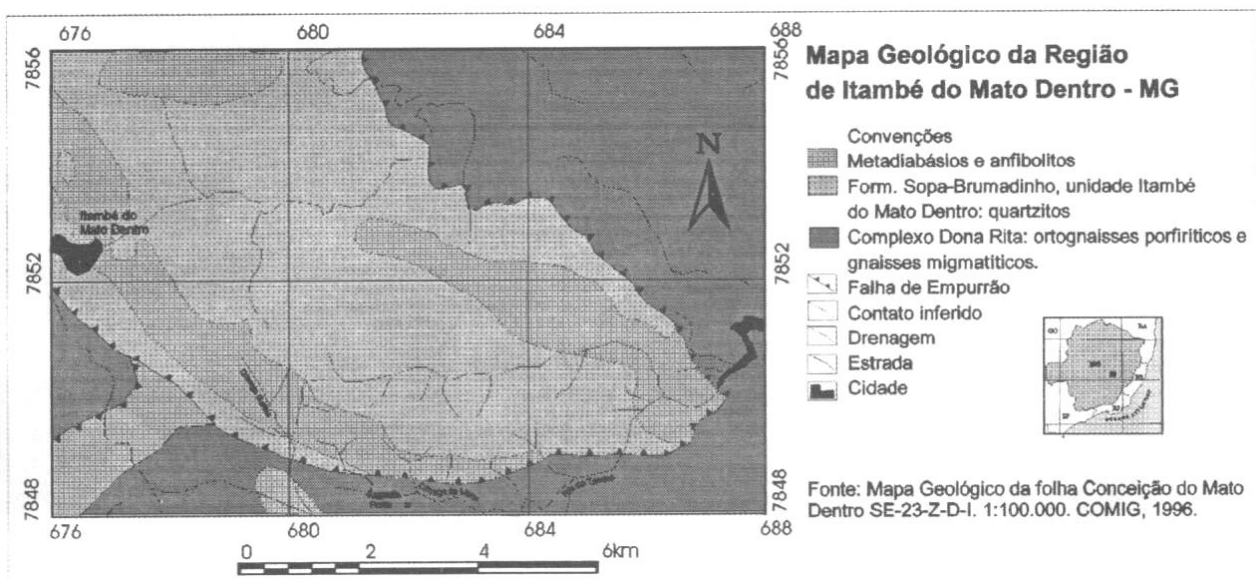 676 680 684 688
7856 7856
Mapa Geológico da Região
de Itambé do Mato Dentro - MG
Convenções
Metadiabásios e anfibolitos
Form. Sopa-Brumadinho, unidade Itambé
do Mato Dentro: quartzitos
Complexo Dona Rita: ortognaisses porfiriticos e
gnaisses migmatiticos.
Falha de Empurrão
Contato inferido
Drenagem
Estrada
Cidade
N
Itambé do
Mato Dentro
7852 7852
7848 7848
676 680 684 688
0 2 4 6km
GO
Fonte: Mapa Geológico da folha Conceição do Mato
Dentro SE-23-Z-D-I. 1:100.000. COMIG, 1996.